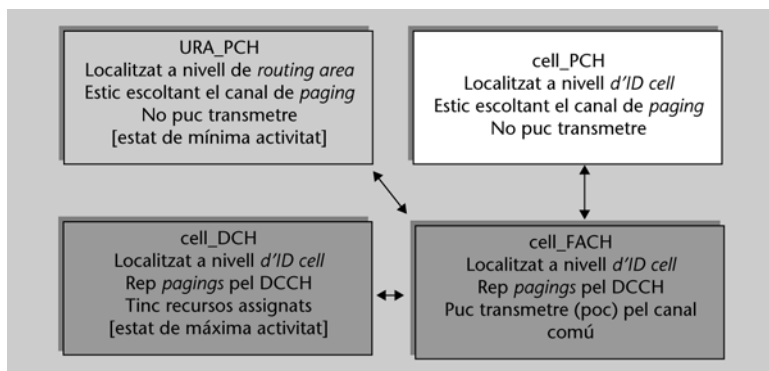 URA_PCH
Localitzat a nivell de routing area
Estic escoltant el canal de paging
No puc transmetre
[estat de mínima activitat]
cell_PCH
Localitzat a nivell d'ID cell
Estic escoltant el canal de paging
No puc transmetre
cell_DCH
Localitzat a nivell d'ID cell
Rep pagings pel DCCH
Tinc recursos assignats
[estat de máxima activitat]
cell_FACH
Localitzat a nivell d'ID cell
Rep pagings pel DCCH
Puc transmetre (poc) pel canal
comú